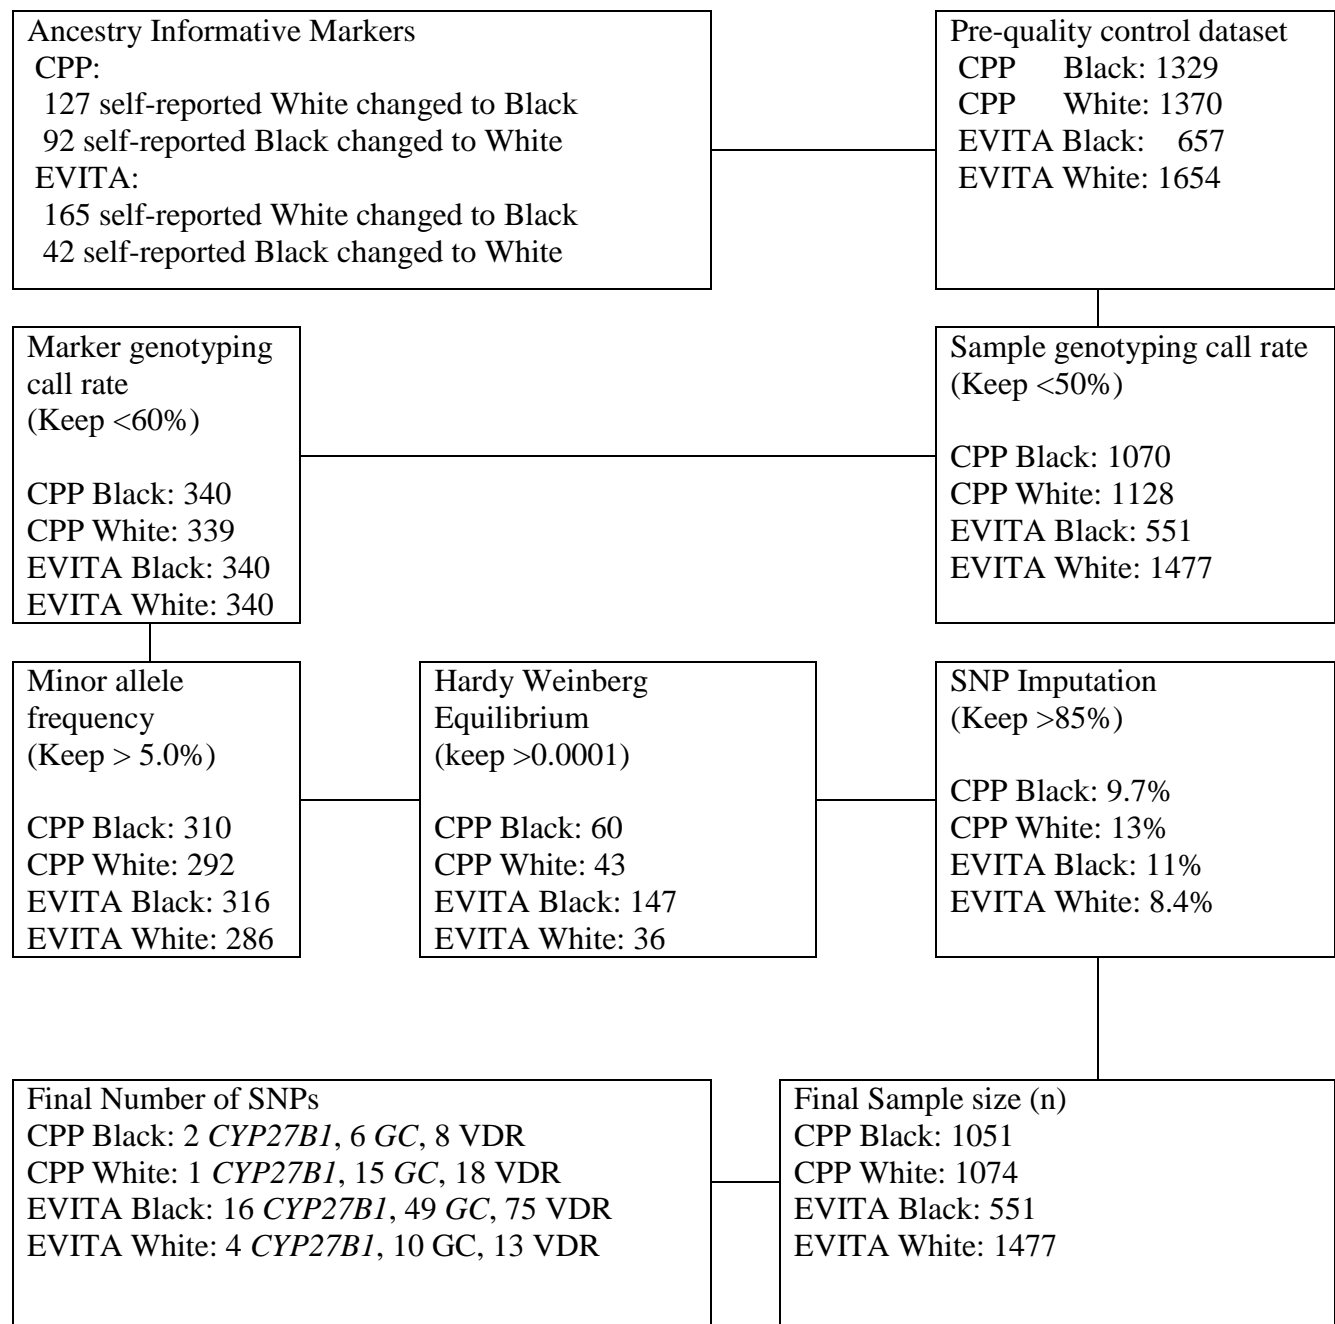 Ancestry Informative Markers
CPP:
127 self-reported White changed to Black
92 self-reported Black changed to White
EVITA:
165 self-reported White changed to Black
42 self-reported Black changed to White
Pre-quality control dataset
CPP Black: 1329
CPP White: 1370
EVITA Black: 657
EVITA White: 1654
Sample genotyping call rate
(Keep <50%)
CPP Black: 1070
CPP White: 1128
EVITA Black: 551
EVITA White: 1477
Marker genotyping
call rate
(Keep <60%)
CPP Black: 340
CPP White: 339
EVITA Black: 340
EVITA White: 340
Minor allele
frequency
(Keep > 5.0%)
CPP Black: 310
CPP White: 292
EVITA Black: 316
EVITA White: 286
Hardy Weinberg
Equilibrium
(keep >0.0001)
CPP Black: 60
CPP White: 43
EVITA Black: 147
EVITA White: 36
SNP Imputation
(Keep >85%)
CPP Black: 9.7%
CPP White: 13%
EVITA Black: 11%
EVITA White: 8.4%
Final Sample size (n)
CPP Black: 1051
CPP White: 1074
EVITA Black: 551
EVITA White: 1477
Final Number of SNPs
CPP Black: 2 CYP27B1, 6 GC, 8 VDR
CPP White: 1 CYP27B1, 15 GC, 18 VDR
EVITA Black: 16 CYP27B1, 49 GC, 75 VDR
EVITA White: 4 CYP27B1, 10 GC, 13 VDR